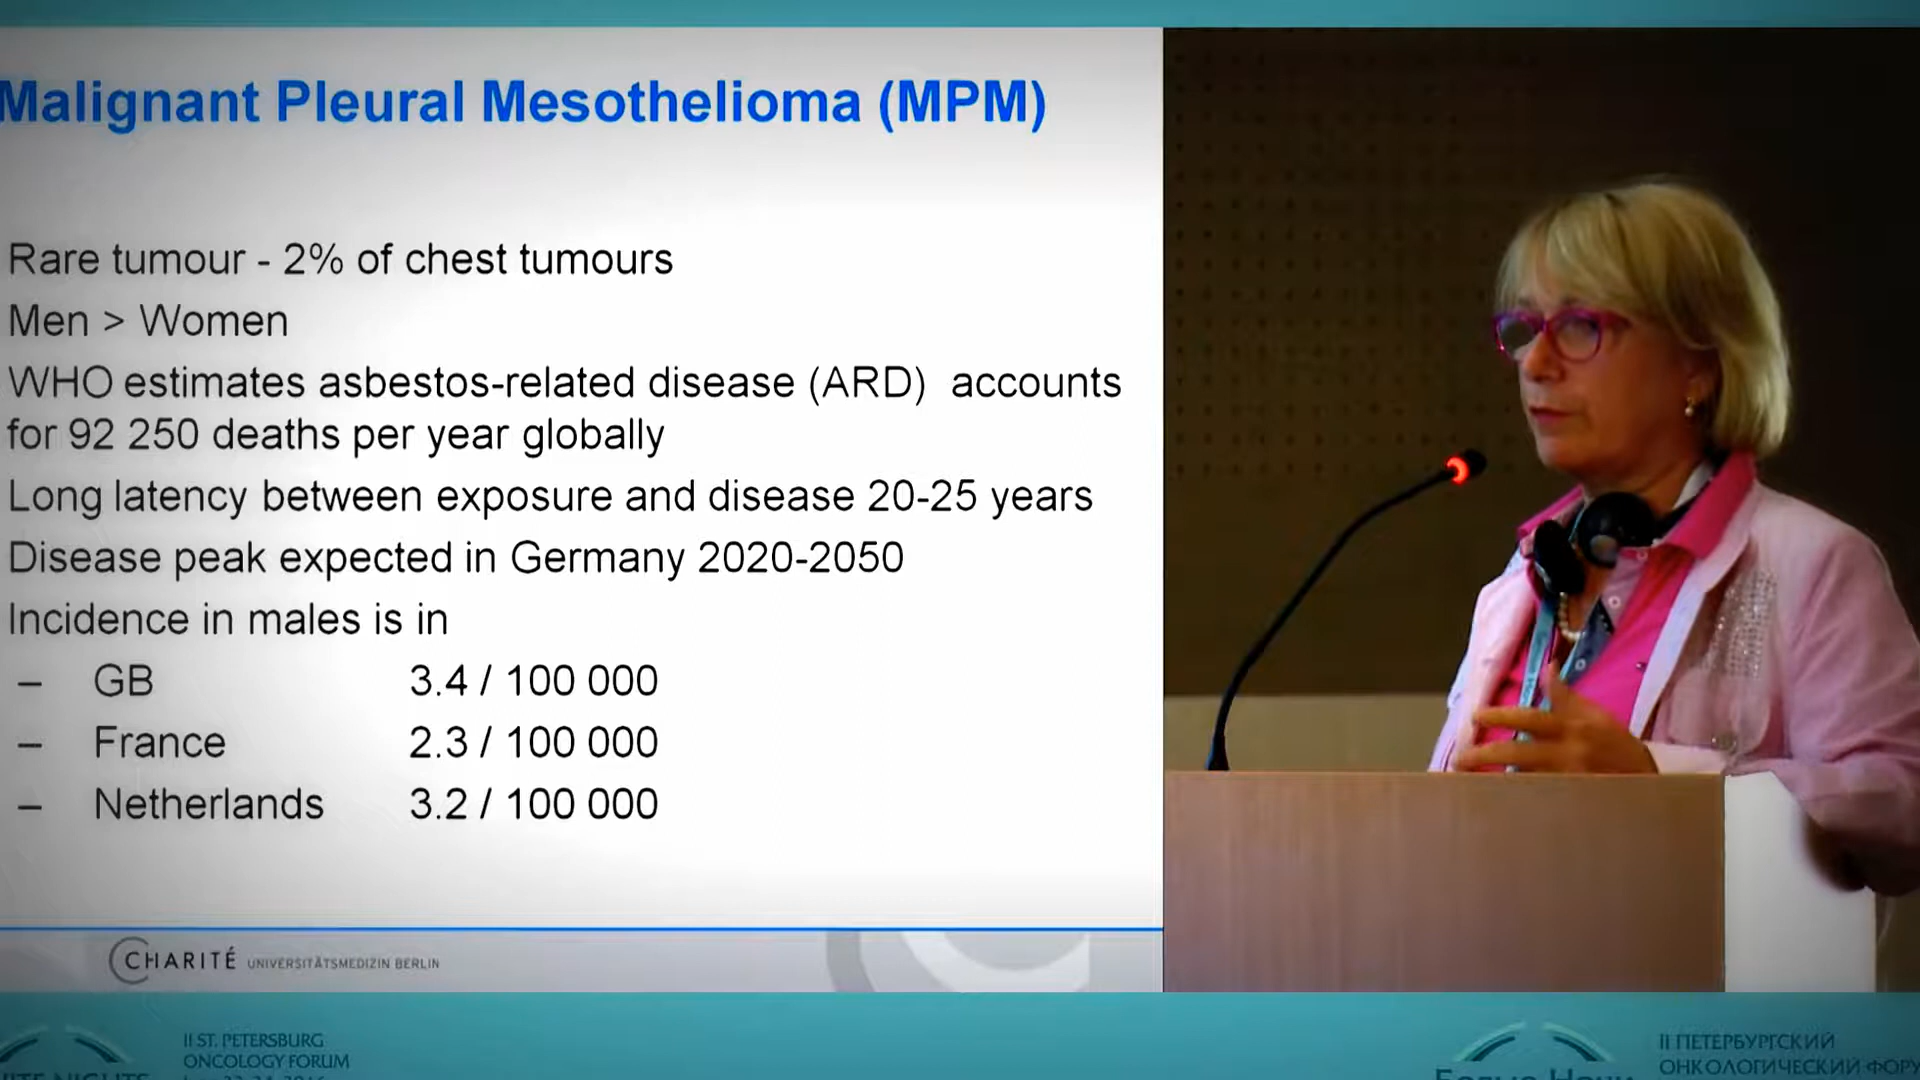 Malignant Pleural Mesothelioma (MPM)
Rare tumour - 2% of chest tumours
Men > Women
WHO estimates asbestos-related disease (ARD) accounts
for 92 250 deaths per year globally
Long latency between exposure and disease 20-25 years
Disease peak expected in Germany 2020-2050
Incidence in males is in
– GB 3.4 / 100 000
– France 2.3 / 100 000
– Netherlands 3.2 / 100 000
CHARITÉ UNIVERSITÄTSMEDIZIN BERLIN
II ST. PETERSBURG
ONCOLOGY FORUM
II ПЕТЕРБУРГСКИЙ
ОНКОЛОГИЧЕСКИЙ